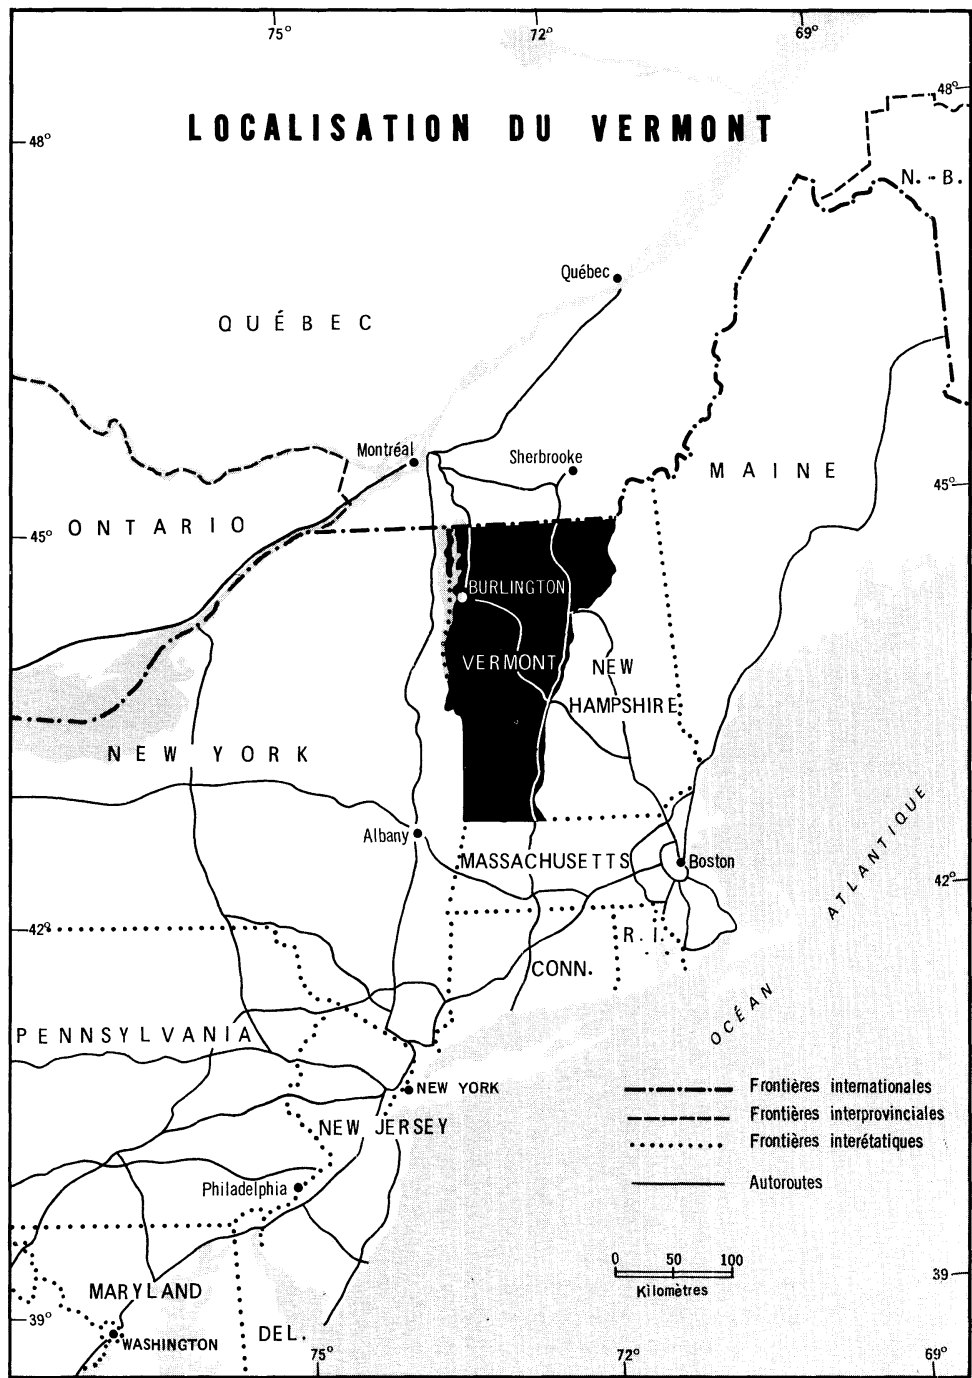 75°
72°
69°
48°
LOCALISATION DU VERMONT
48°
N.-B.
Québec
QUÉBEC
Montréal
Sherbrooke
MAINE
45°
ONTARIO
45°
BURLINGTON
VERMONT
NEW
HAMPSHIRE
NEW YORK
ATLANTIQUE
OCÉAN
Albany
MASSACHUSETTS
Boston
42°
42°
R. I.
CONN.
PENNSYLVANIA
NEW YORK
NEW JERSEY
Philadelphia
Frontières internationales
Frontières interprovinciales
Frontières interétatiques
Autoroutes
0 50 100
Kilomètres
39
MARYLAND
39°
WASHINGTON
DEL.
75°
72°
69°